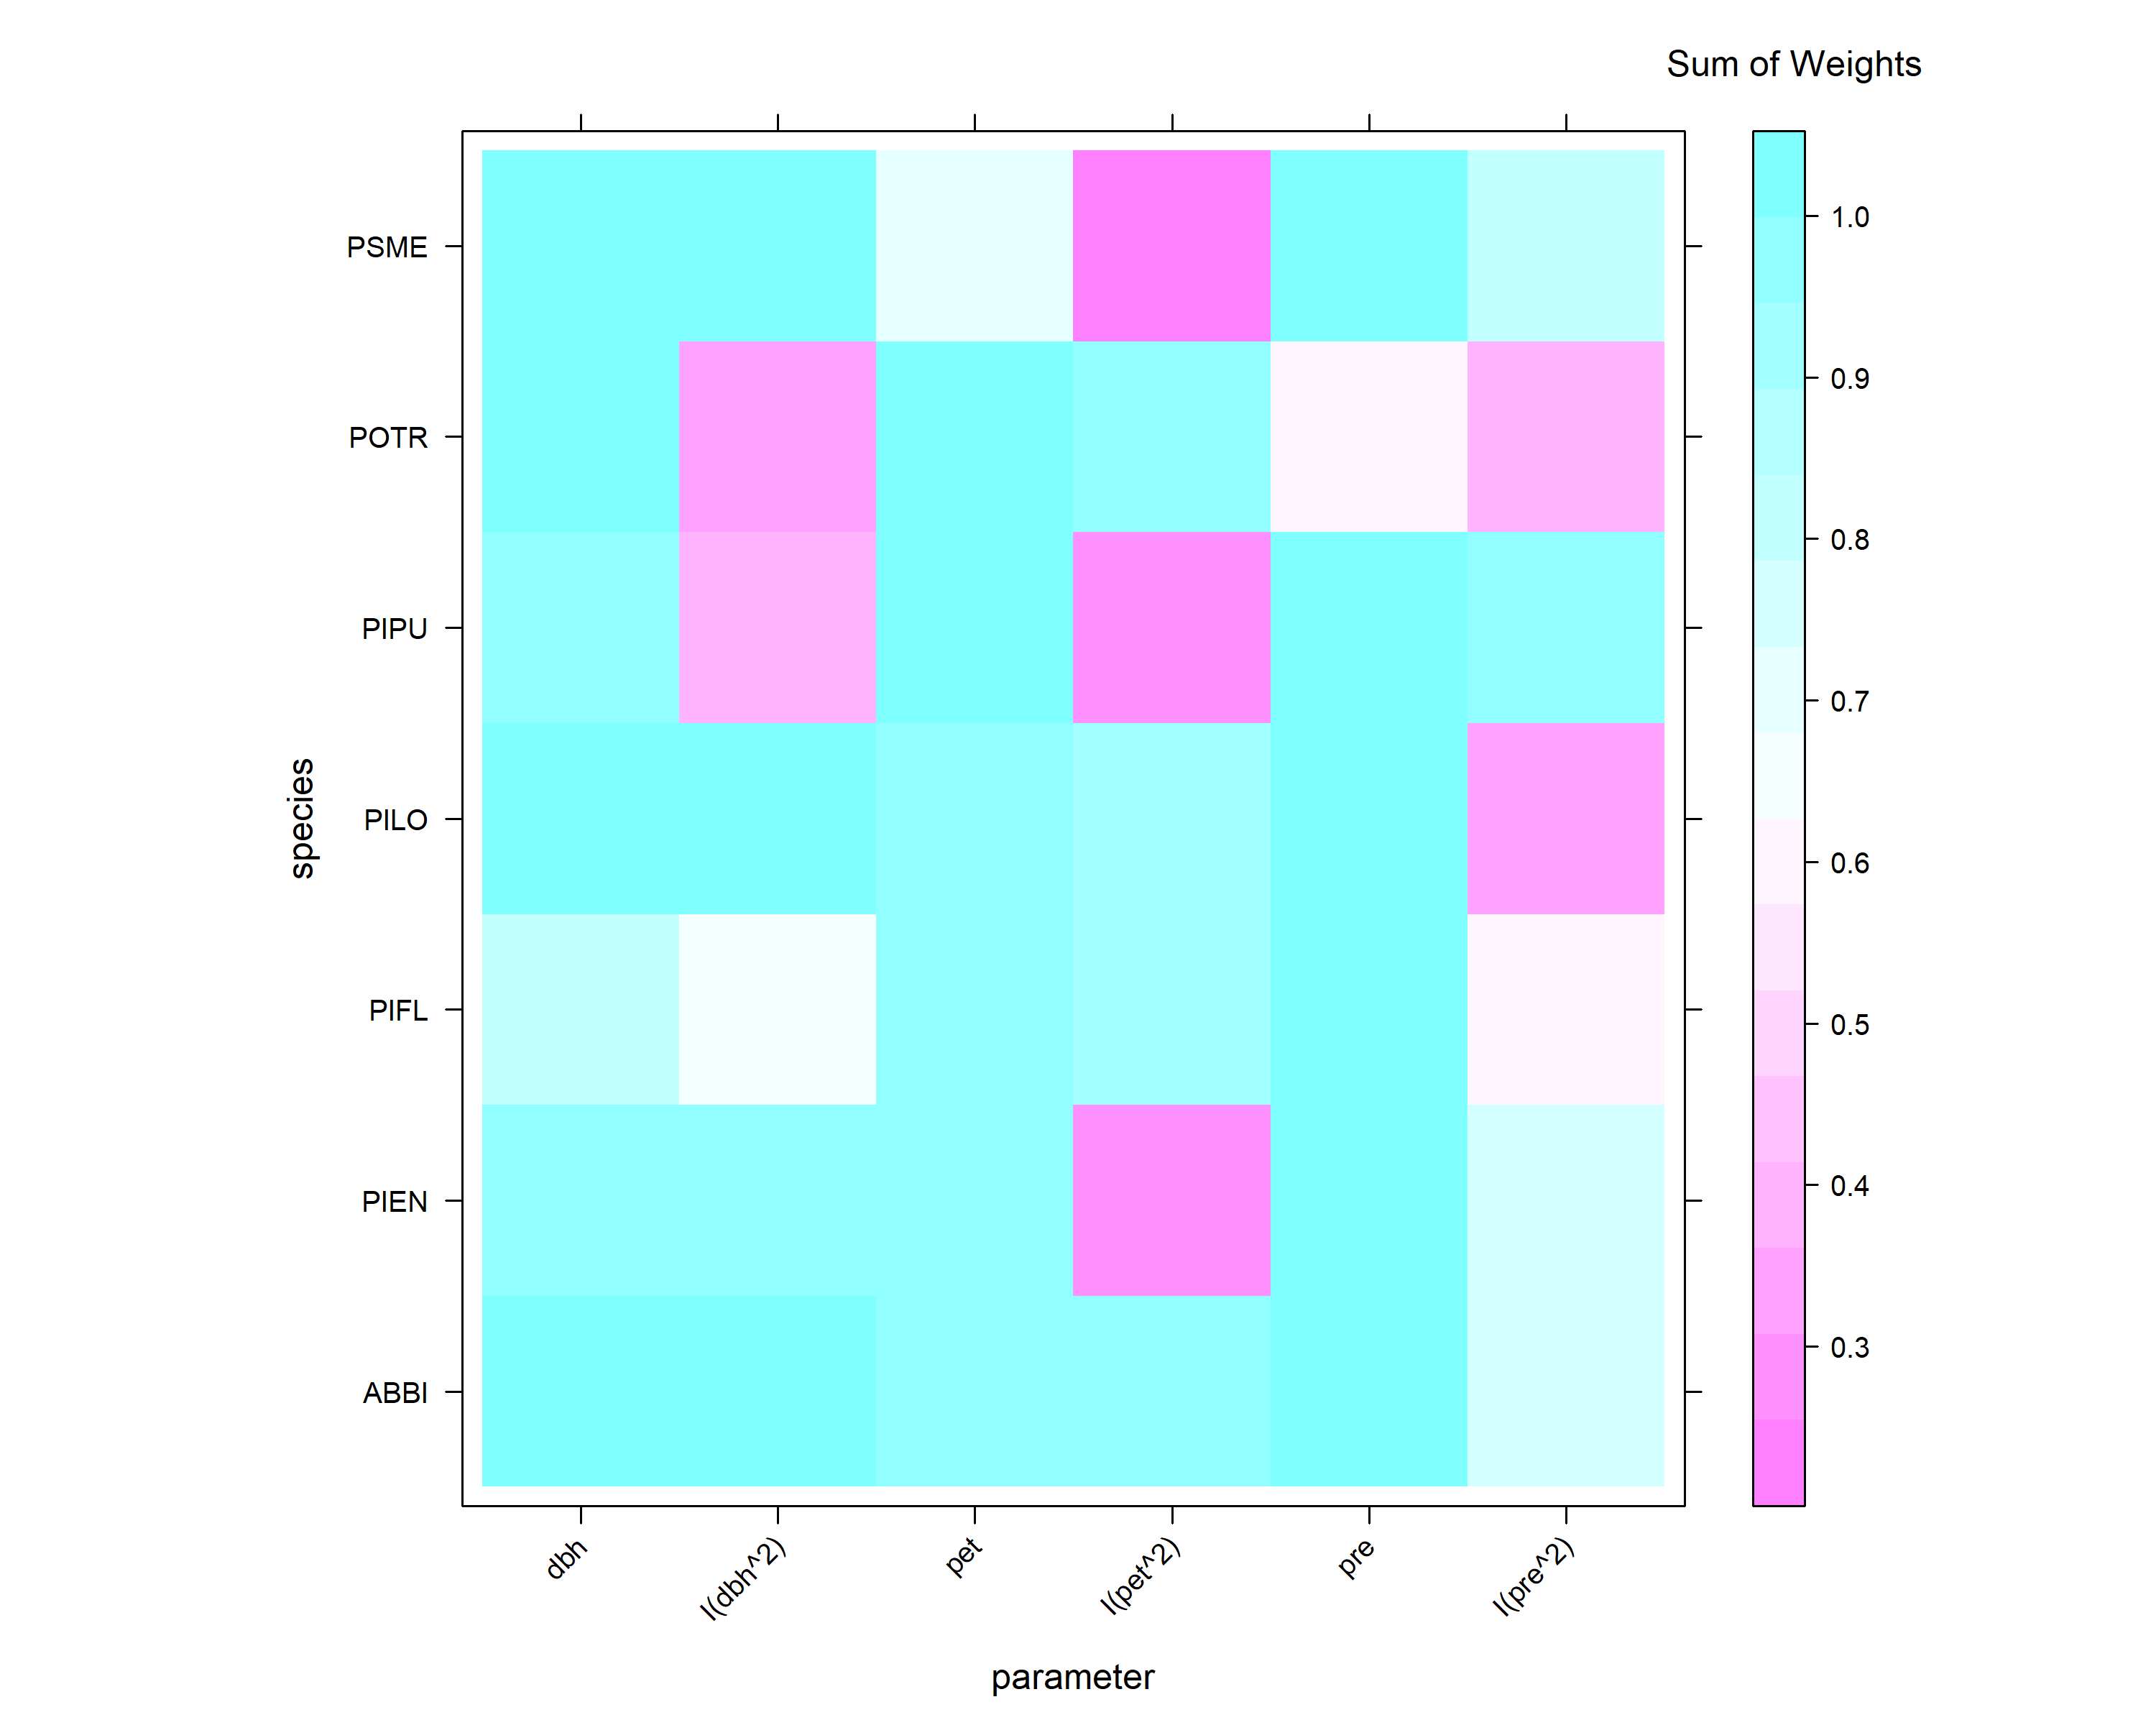 Sum of Weights
PSME
POTR
PIPU
PILO
PIFL
PIEN
ABBI
species
1.0
0.9
0.8
0.7
0.6
0.5
0.4
0.3
dbh
I(dbh^2)
pet
I(pet^2)
pre
I(pre^2)
parameter